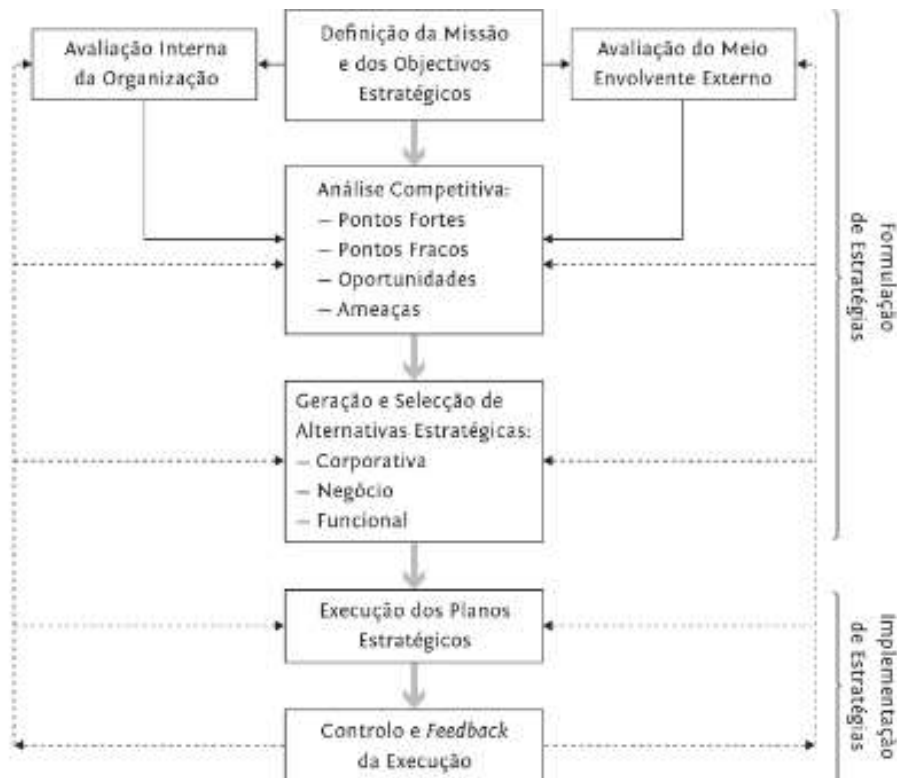 Avaliação Interna
da Organização
Definição da Missão
e dos Objectivos
Estratégicos
Avaliação do Meio
Envolvente Externo
Análise Competitiva:
– Pontos Fortes
– Pontos Fracos
– Oportunidades
– Ameaças
Geração e Selecção de
Alternativas Estratégicas:
– Corporativa
– Negócio
– Funcional
Execução dos Planos
Estratégicos
Controlo e Feedback
da Execução
Formulação
de Estratégias
Implementação
de Estratégias